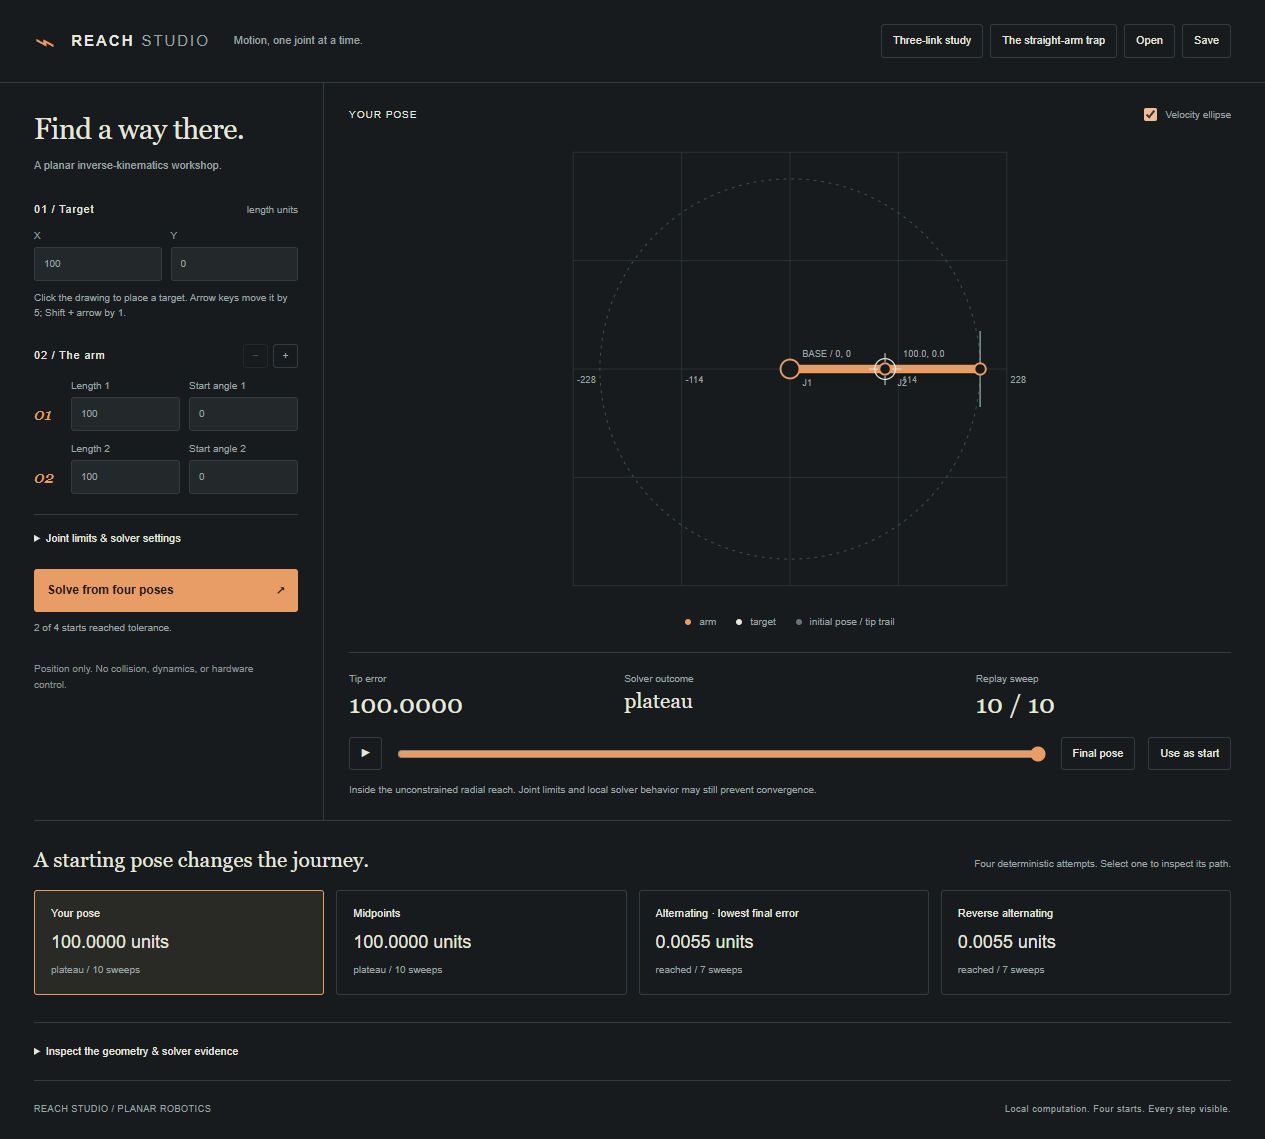 REACH STUDIO
Motion, one joint at a time.
Three-link study
The straight-arm trap
Open
Save
Find a way there.
A planar inverse-kinematics workshop.
01 / Target
length units
X
Y
100
0
Click the drawing to place a target. Arrow keys move it by
5; Shift + arrow by 1.
02 / The arm
−
+
Length 1
Start angle 1
01
100
0
Length 2
Start angle 2
02
100
0
Joint limits & solver settings
Solve from four poses
2 of 4 starts reached tolerance.
Position only. No collision, dynamics, or hardware
control.
YOUR POSE
Velocity ellipse
BASE / 0, 0
100.0, 0.0
-228
-114
J1
J2
114
228
arm
target
initial pose / tip trail
Tip error
100.0000
Solver outcome
plateau
Replay sweep
10 / 10
Final pose
Use as start
Inside the unconstrained radial reach. Joint limits and local solver behavior may still prevent convergence.
A starting pose changes the journey.
Four deterministic attempts. Select one to inspect its path.
Your pose
100.0000 units
plateau / 10 sweeps
Midpoints
100.0000 units
plateau / 10 sweeps
Alternating · lowest final error
0.0055 units
reached / 7 sweeps
Reverse alternating
0.0055 units
reached / 7 sweeps
Inspect the geometry & solver evidence
REACH STUDIO / PLANAR ROBOTICS
Local computation. Four starts. Every step visible.